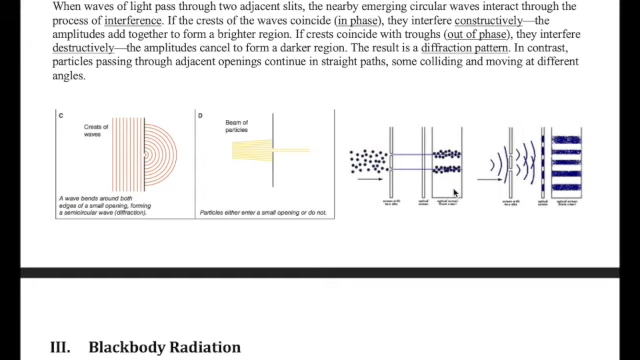 When waves of light pass through two adjacent slits, the nearby emerging circular waves interact through the
process of interference. If the crests of the waves coincide (in phase), they interfere constructively—the
amplitudes add together to form a brighter region. If crests coincide with troughs (out of phase), they interfere
destructively—the amplitudes cancel to form a darker region. The result is a diffraction pattern. In contrast,
particles passing through adjacent openings continue in straight paths, some colliding and moving at different
angles.
C
Crests of
waves
A wave bends around both
edges of a small opening, forming
a semicircular wave (diffraction).
D
Beam of
particles
Particles either enter a small opening or do not.
III. Blackbody Radiation